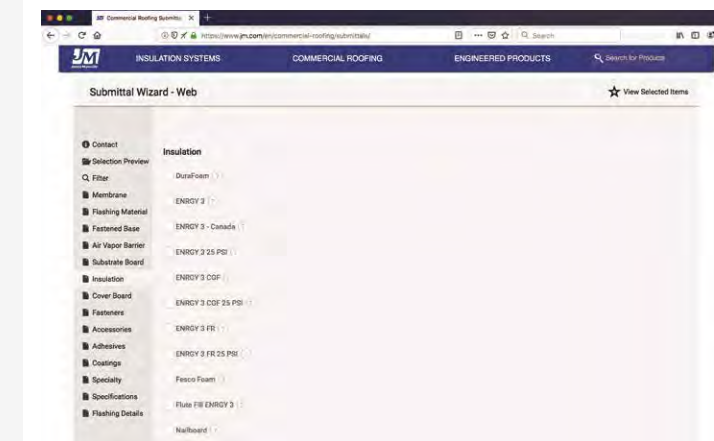 JM Commercial Roofing Submitta × +
https://www.jm.com/en/commercial-roofing/submittals/
Search
JM INSULATION SYSTEMS COMMERCIAL ROOFING ENGINEERED PRODUCTS Search for Products
Submittal Wizard - Web
View Selected Items
Contact
Selection Preview
Filter
Membrane
Flashing Material
Fastened Base
Air Vapor Barrier
Substrate Board
Insulation
Cover Board
Fasteners
Accessories
Adhesives
Coatings
Specialty
Specifications
Flashing Details
Insulation
DuraFoam
ENRGY 3
ENRGY 3 - Canada
ENRGY 3 25 PSI
ENRGY 3 CGF
ENRGY 3 CGF 25 PSI
ENRGY 3 FR
ENRGY 3 FR 25 PSI
Fesco Foam
Flute Fill ENRGY 3
Nailboard